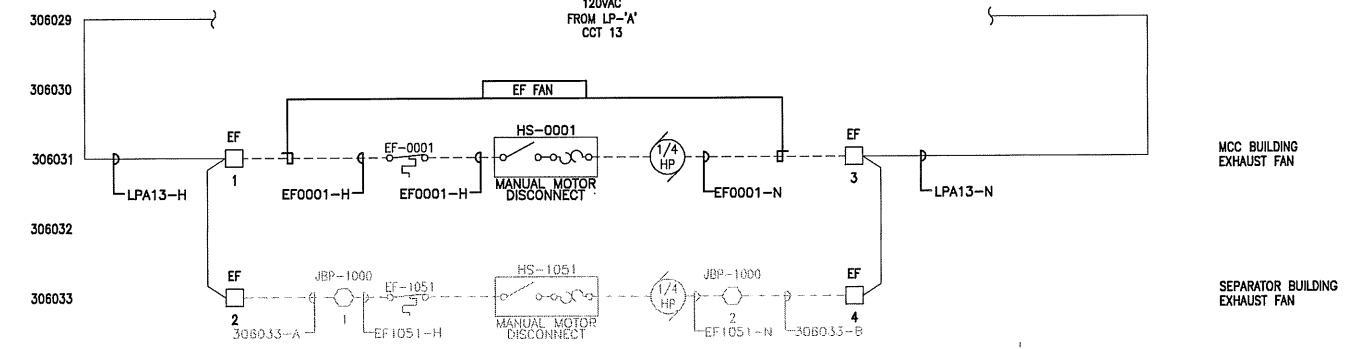 120VAC
FROM LP-'A'
CCT 13
306029
306030
EF FAN
306031
EF
1
LPA13-H
EF0001-H
EF-0001
EF0001-H
HS-0001
MANUAL MOTOR
DISCONNECT
1/4
HP
EF0001-N
EF
3
LPA13-N
MCC BUILDING
EXHAUST FAN
306032
306033
EF
2
306033-A
JBP-1000
1
EF-1051
EF1051-H
HS-1051
MANUAL MOTOR
DISCONNECT
1/4
HP
JBP-1000
2
EF1051-N
306033-B
EF
4
SEPARATOR BUILDING
EXHAUST FAN